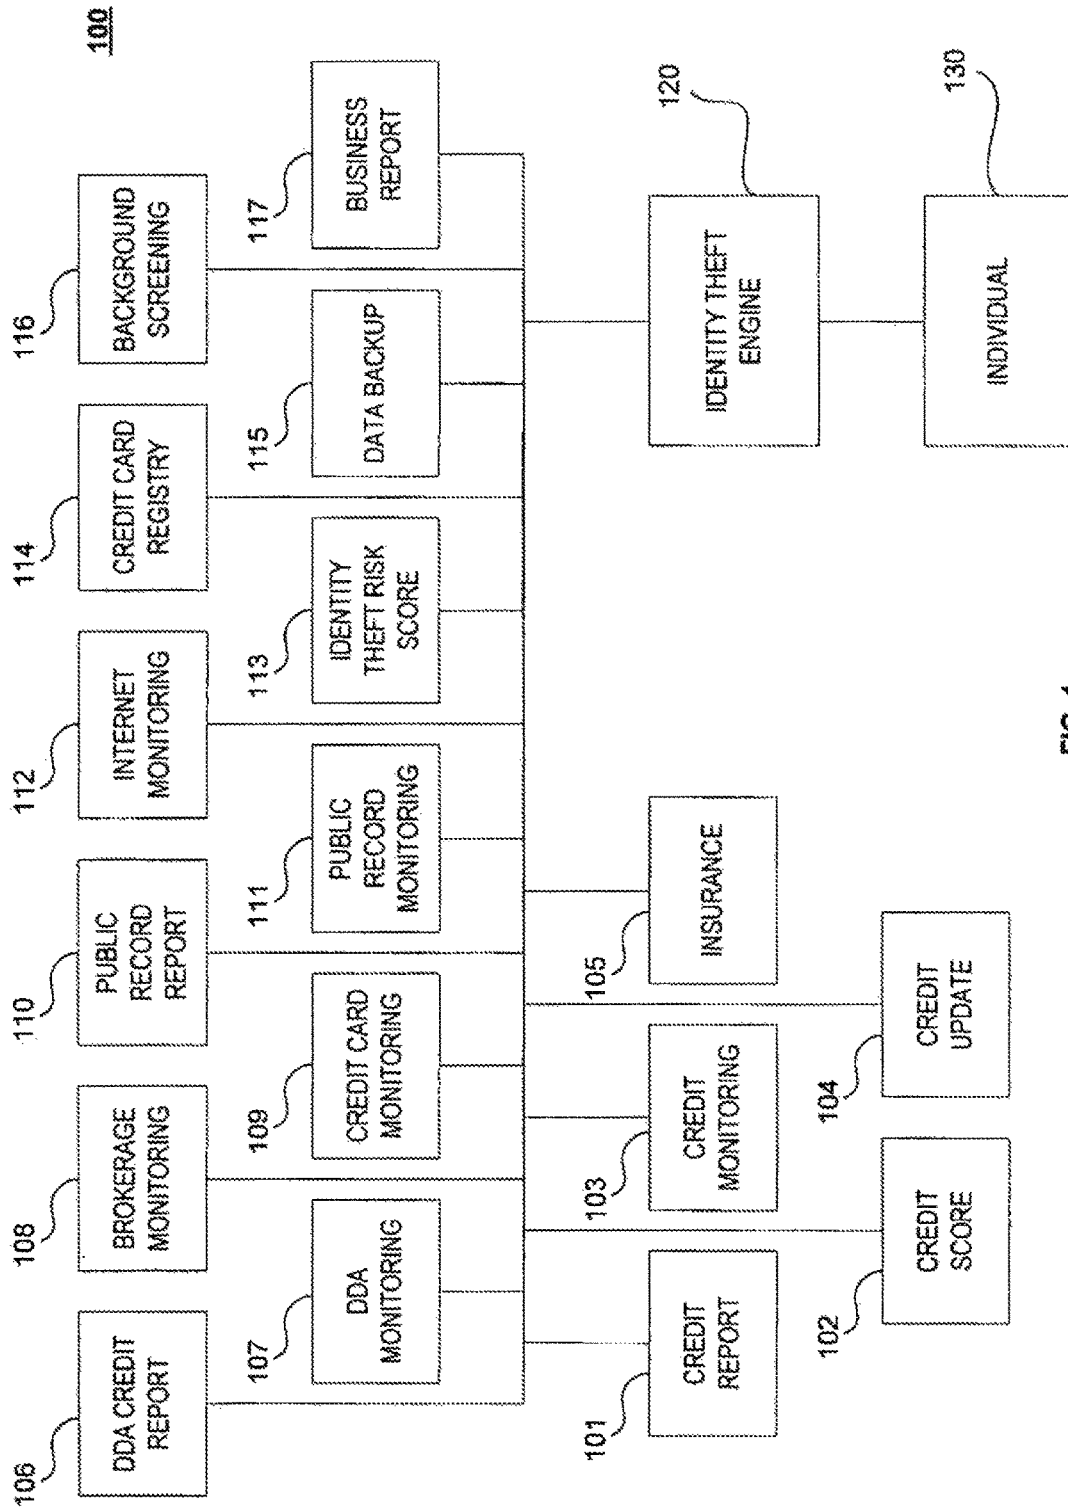 100
106
DDA CREDIT
REPORT
108
BROKERAGE
MONITORING
110
PUBLIC
RECORD
REPORT
112
INTERNET
MONITORING
114
CREDIT CARD
REGISTRY
116
BACKGROUND
SCREENING
107
DDA
MONITORING
109
CREDIT CARD
MONITORING
111
PUBLIC
RECORD
MONITORING
113
IDENTITY
THEFT RISK
SCORE
115
DATA BACKUP
117
BUSINESS
REPORT
101
CREDIT
REPORT
103
CREDIT
MONITORING
105
INSURANCE
120
IDENTITY THEFT
ENGINE
102
CREDIT
SCORE
104
CREDIT
UPDATE
130
INDIVIDUAL